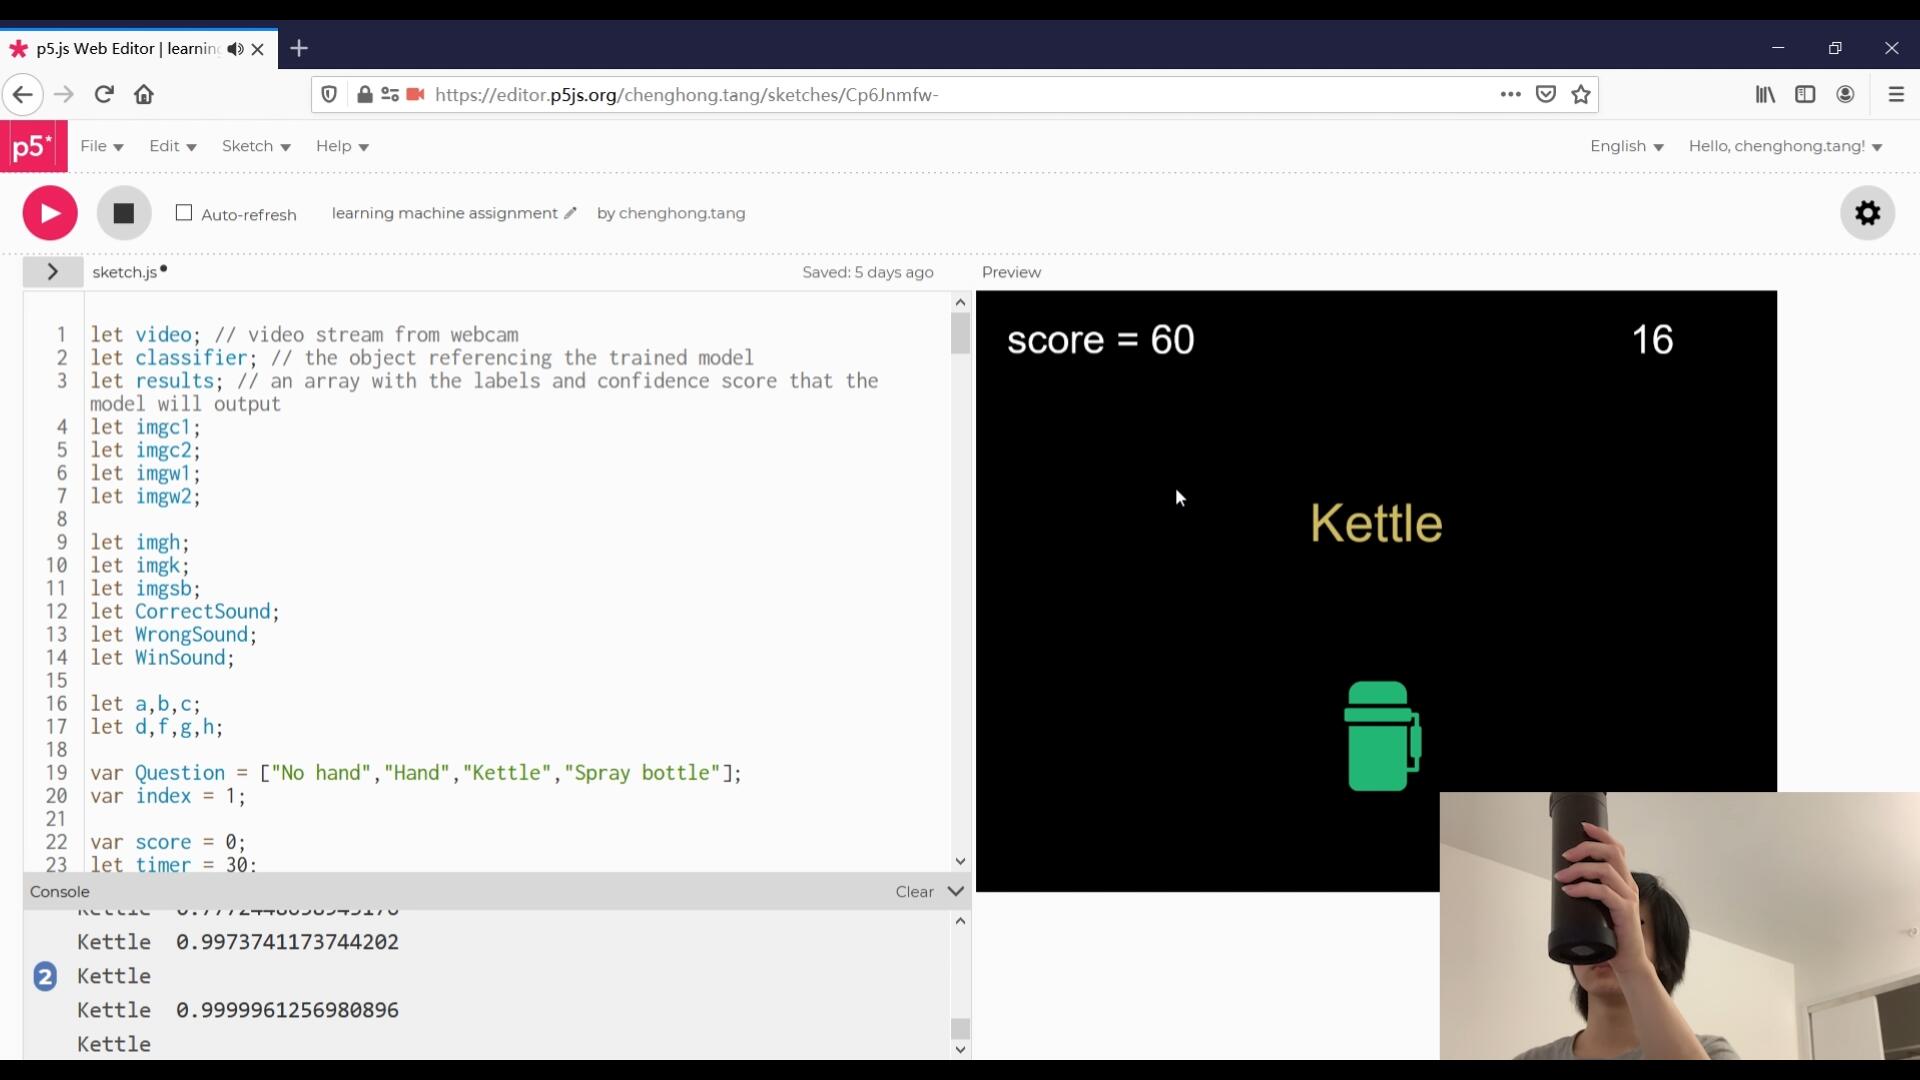 p5.js Web Editor | learning
https://editor.p5js.org/chenghong.tang/sketches/Cp6Jnmfw-
p5* File Edit Sketch Help English Hello, chenghong.tang!
Auto-refresh learning machine assignment by chenghong.tang
sketch.js Saved: 5 days ago Preview
1 let video; // video stream from webcam
2 let classifier; // the object referencing the trained model
3 let results; // an array with the labels and confidence score that the
model will output
4 let imgc1;
5 let imgc2;
6 let imgw1;
7 let imgw2;
8
9 let imgh;
10 let imgk;
11 let imgsb;
12 let CorrectSound;
13 let WrongSound;
14 let WinSound;
15
16 let a,b,c;
17 let d,f,g,h;
18
19 var Question = ["No hand","Hand","Kettle","Spray bottle"];
20 var index = 1;
21
22 var score = 0;
23 let timer = 30;
score = 60 16
Kettle
Console Clear
Kettle
Kettle 0.9973741173744202
2 Kettle
Kettle 0.9999961256980896
Kettle